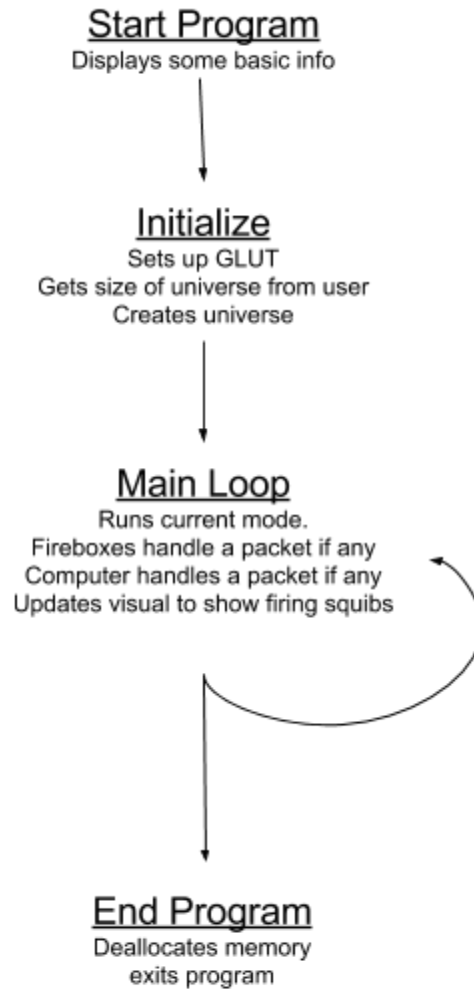 Start Program
Displays some basic info
Initialize
Sets up GLUT
Gets size of universe from user
Creates universe
Main Loop
Runs current mode.
Fireboxes handle a packet if any
Computer handles a packet if any
Updates visual to show firing squibs
End Program
Deallocates memory
exits program